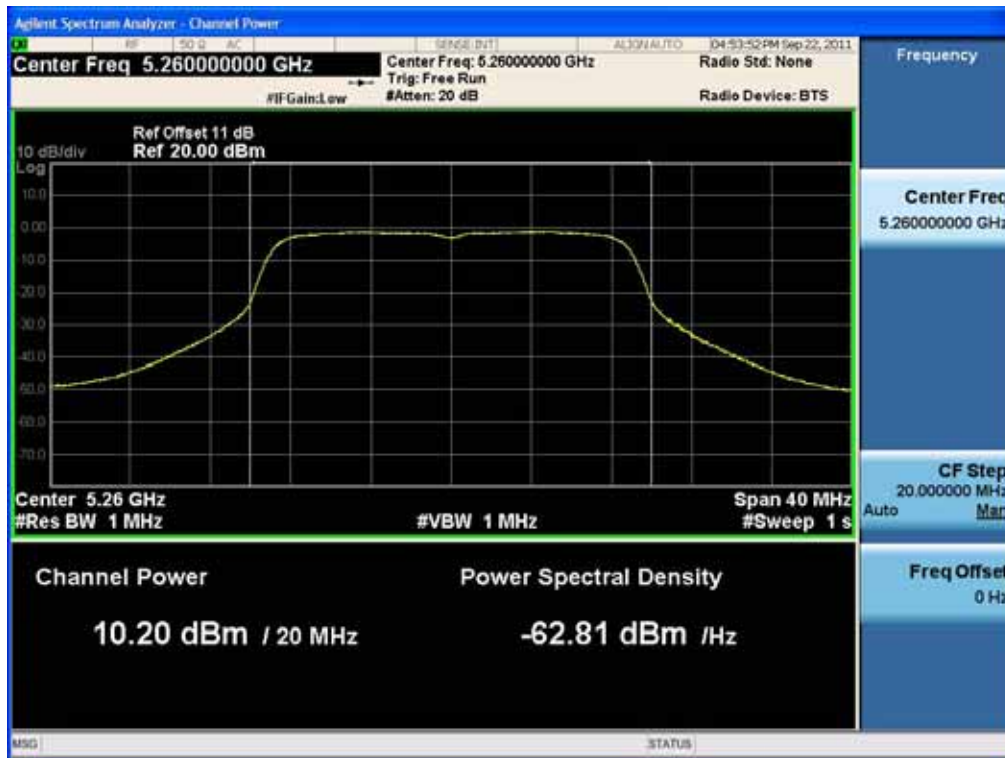 Agilent Spectrum Analyzer - Channel Power
RF 50 Ω AC SENSE:INT ALIGNAUTO 04:53:52 PM Sep 22, 2011
Center Freq 5.260000000 GHz
Center Freq: 5.260000000 GHz
Radio Std: None
Trig: Free Run
#IFGain:Low
#Atten: 20 dB
Radio Device: BTS
Ref Offset 11 dB
10 dB/div Ref 20.00 dBm
Log
10.0
0.00
-10.0
-20.0
-30.0
-40.0
-50.0
-60.0
-70.0
Center 5.26 GHz Span 40 MHz
#Res BW 1 MHz #VBW 1 MHz #Sweep 1 s
Channel Power
Power Spectral Density
10.20 dBm / 20 MHz
-62.81 dBm /Hz
MSG STATUS
Frequency
Center Freq
5.260000000 GHz
CF Step
20.000000 MHz
Auto Man
Freq Offset
0 Hz